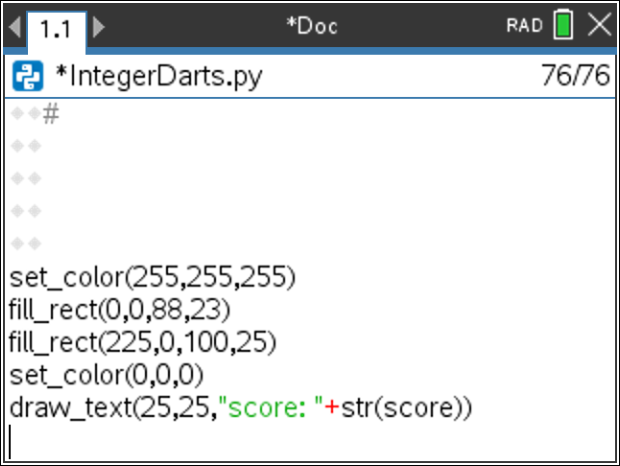 1.1 *Doc RAD
*IntegerDarts.py 76/76
#
set_color(255,255,255)
fill_rect(0,0,88,23)
fill_rect(225,0,100,25)
set_color(0,0,0)
draw_text(25,25,"score: "+str(score))